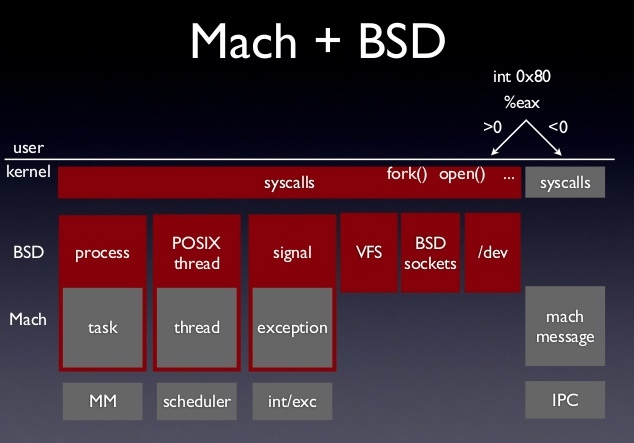 Mach + BSD
int 0x80
%eax
>0 <0
user
kernel
syscalls fork() open() ... syscalls
BSD process POSIX thread signal VFS BSD sockets /dev
Mach task thread exception mach message
MM scheduler int/exc IPC